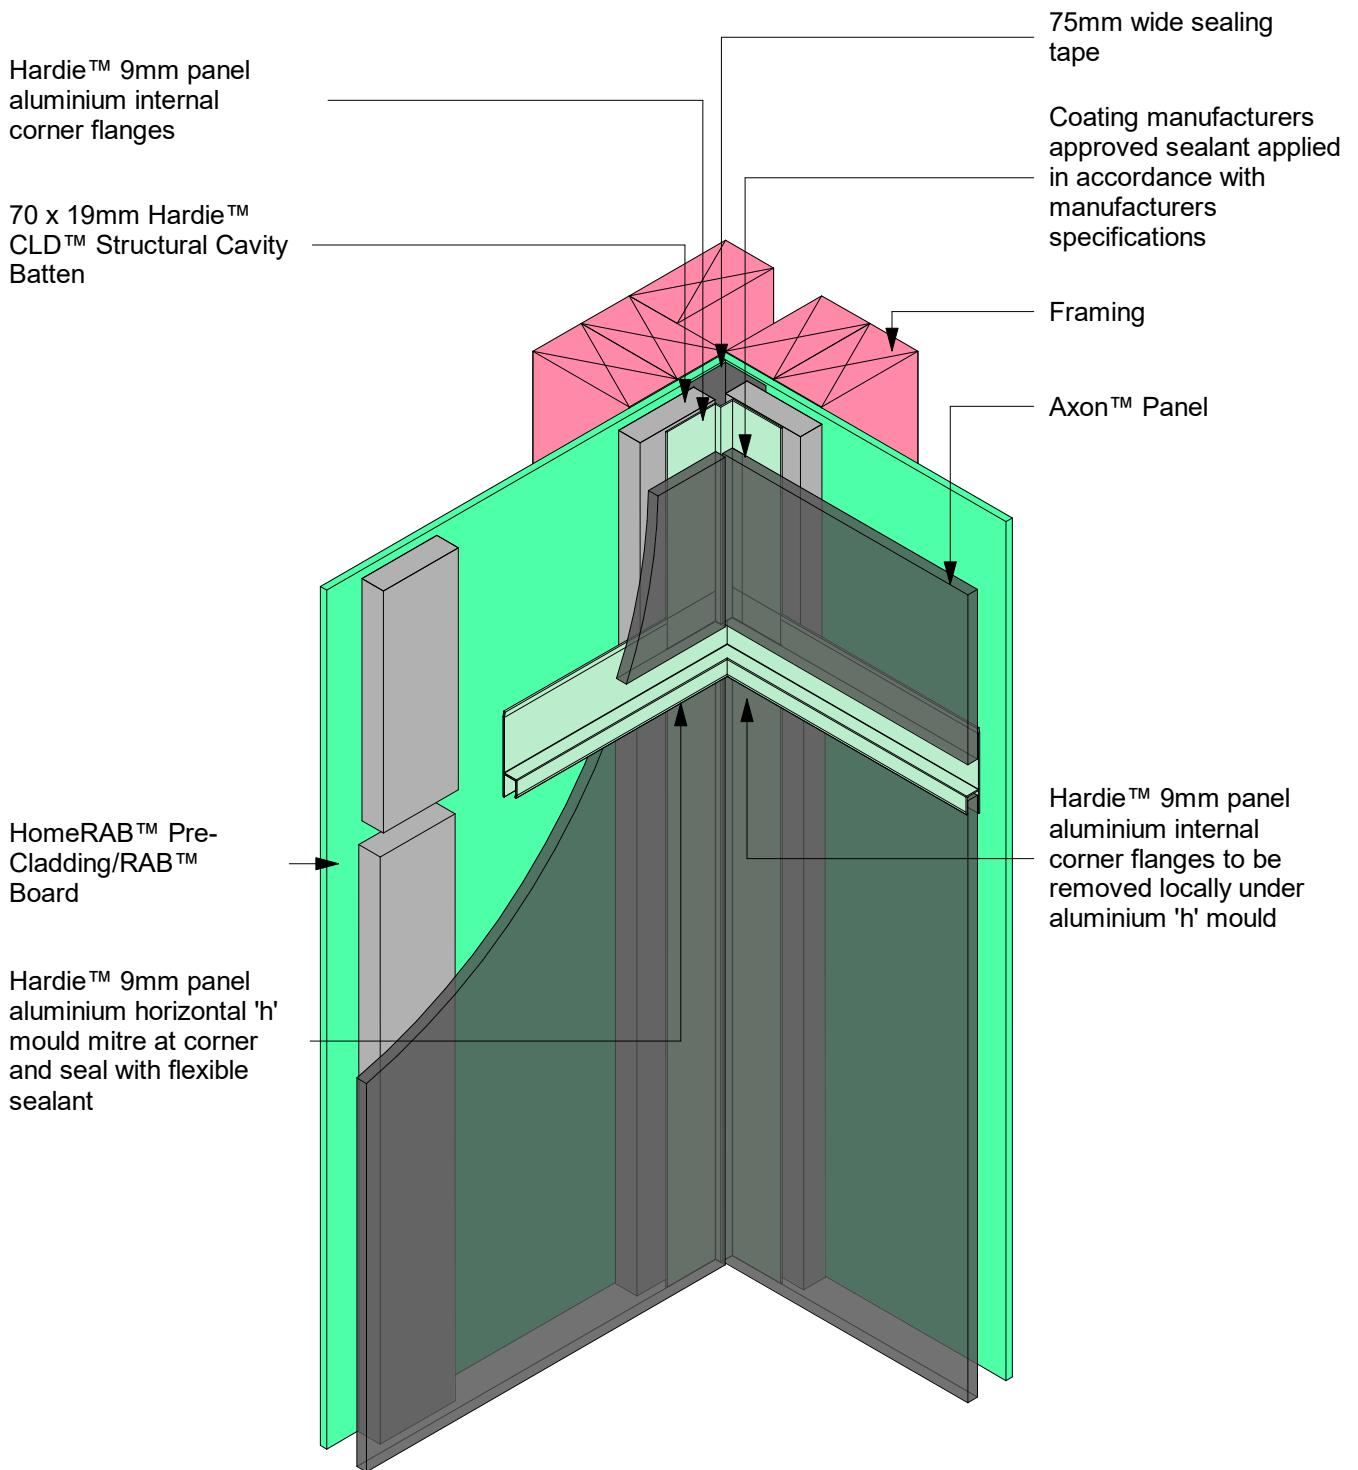 Hardie™ 9mm panel
aluminium internal
corner flanges
70 x 19mm Hardie™
CLD™ Structural Cavity
Batten
HomeRAB™ Pre-
Cladding/RAB™
Board
Hardie™ 9mm panel
aluminium horizontal 'h'
mould mitre at corner
and seal with flexible
sealant
75mm wide sealing
tape
Coating manufacturers
approved sealant applied
in accordance with
manufacturers
specifications
Framing
Axon™ Panel
Hardie™ 9mm panel
aluminium internal
corner flanges to be
removed locally under
aluminium 'h' mould